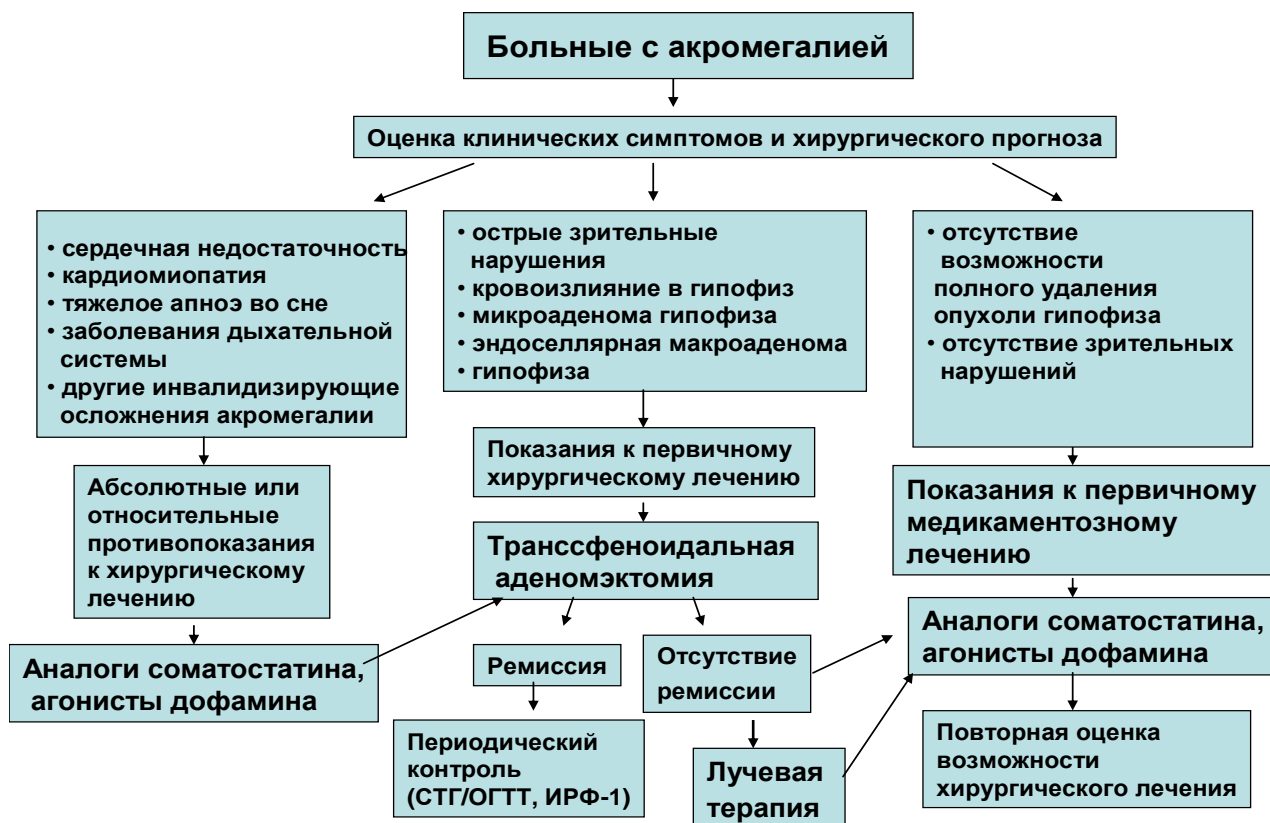 Больные с акромегалией
Оценка клинических симптомов и хирургического прогноза
• сердечная недостаточность
• кардиомиопатия
• тяжелое апноэ во сне
• заболевания дыхательной
системы
• другие инвалидизирующие
осложнения акромегалии
• острые зрительные
нарушения
• кровоизлияние в гипофиз
• микроаденома гипофиза
• эндоселлярная макроаденома
• гипофиза
• отсутствие
возможности
полного удаления
опухоли гипофиза
• отсутствие зрительных
нарушений
Абсолютные или
относительные
противопоказания
к хирургическому
лечению
Показания к первичному
хирургическому лечению
Показания к первичному
медикаментозному
лечению
Транссфеноидальная
аденомэктомия
Аналоги соматостатина,
агонисты дофамина
Ремиссия
Отсутствие
ремиссии
Аналоги соматостатина,
агонисты дофамина
Периодический
контроль
(СТГ/ОГТТ, ИРФ-1)
Лучевая
терапия
Повторная оценка
возможности
хирургического лечения